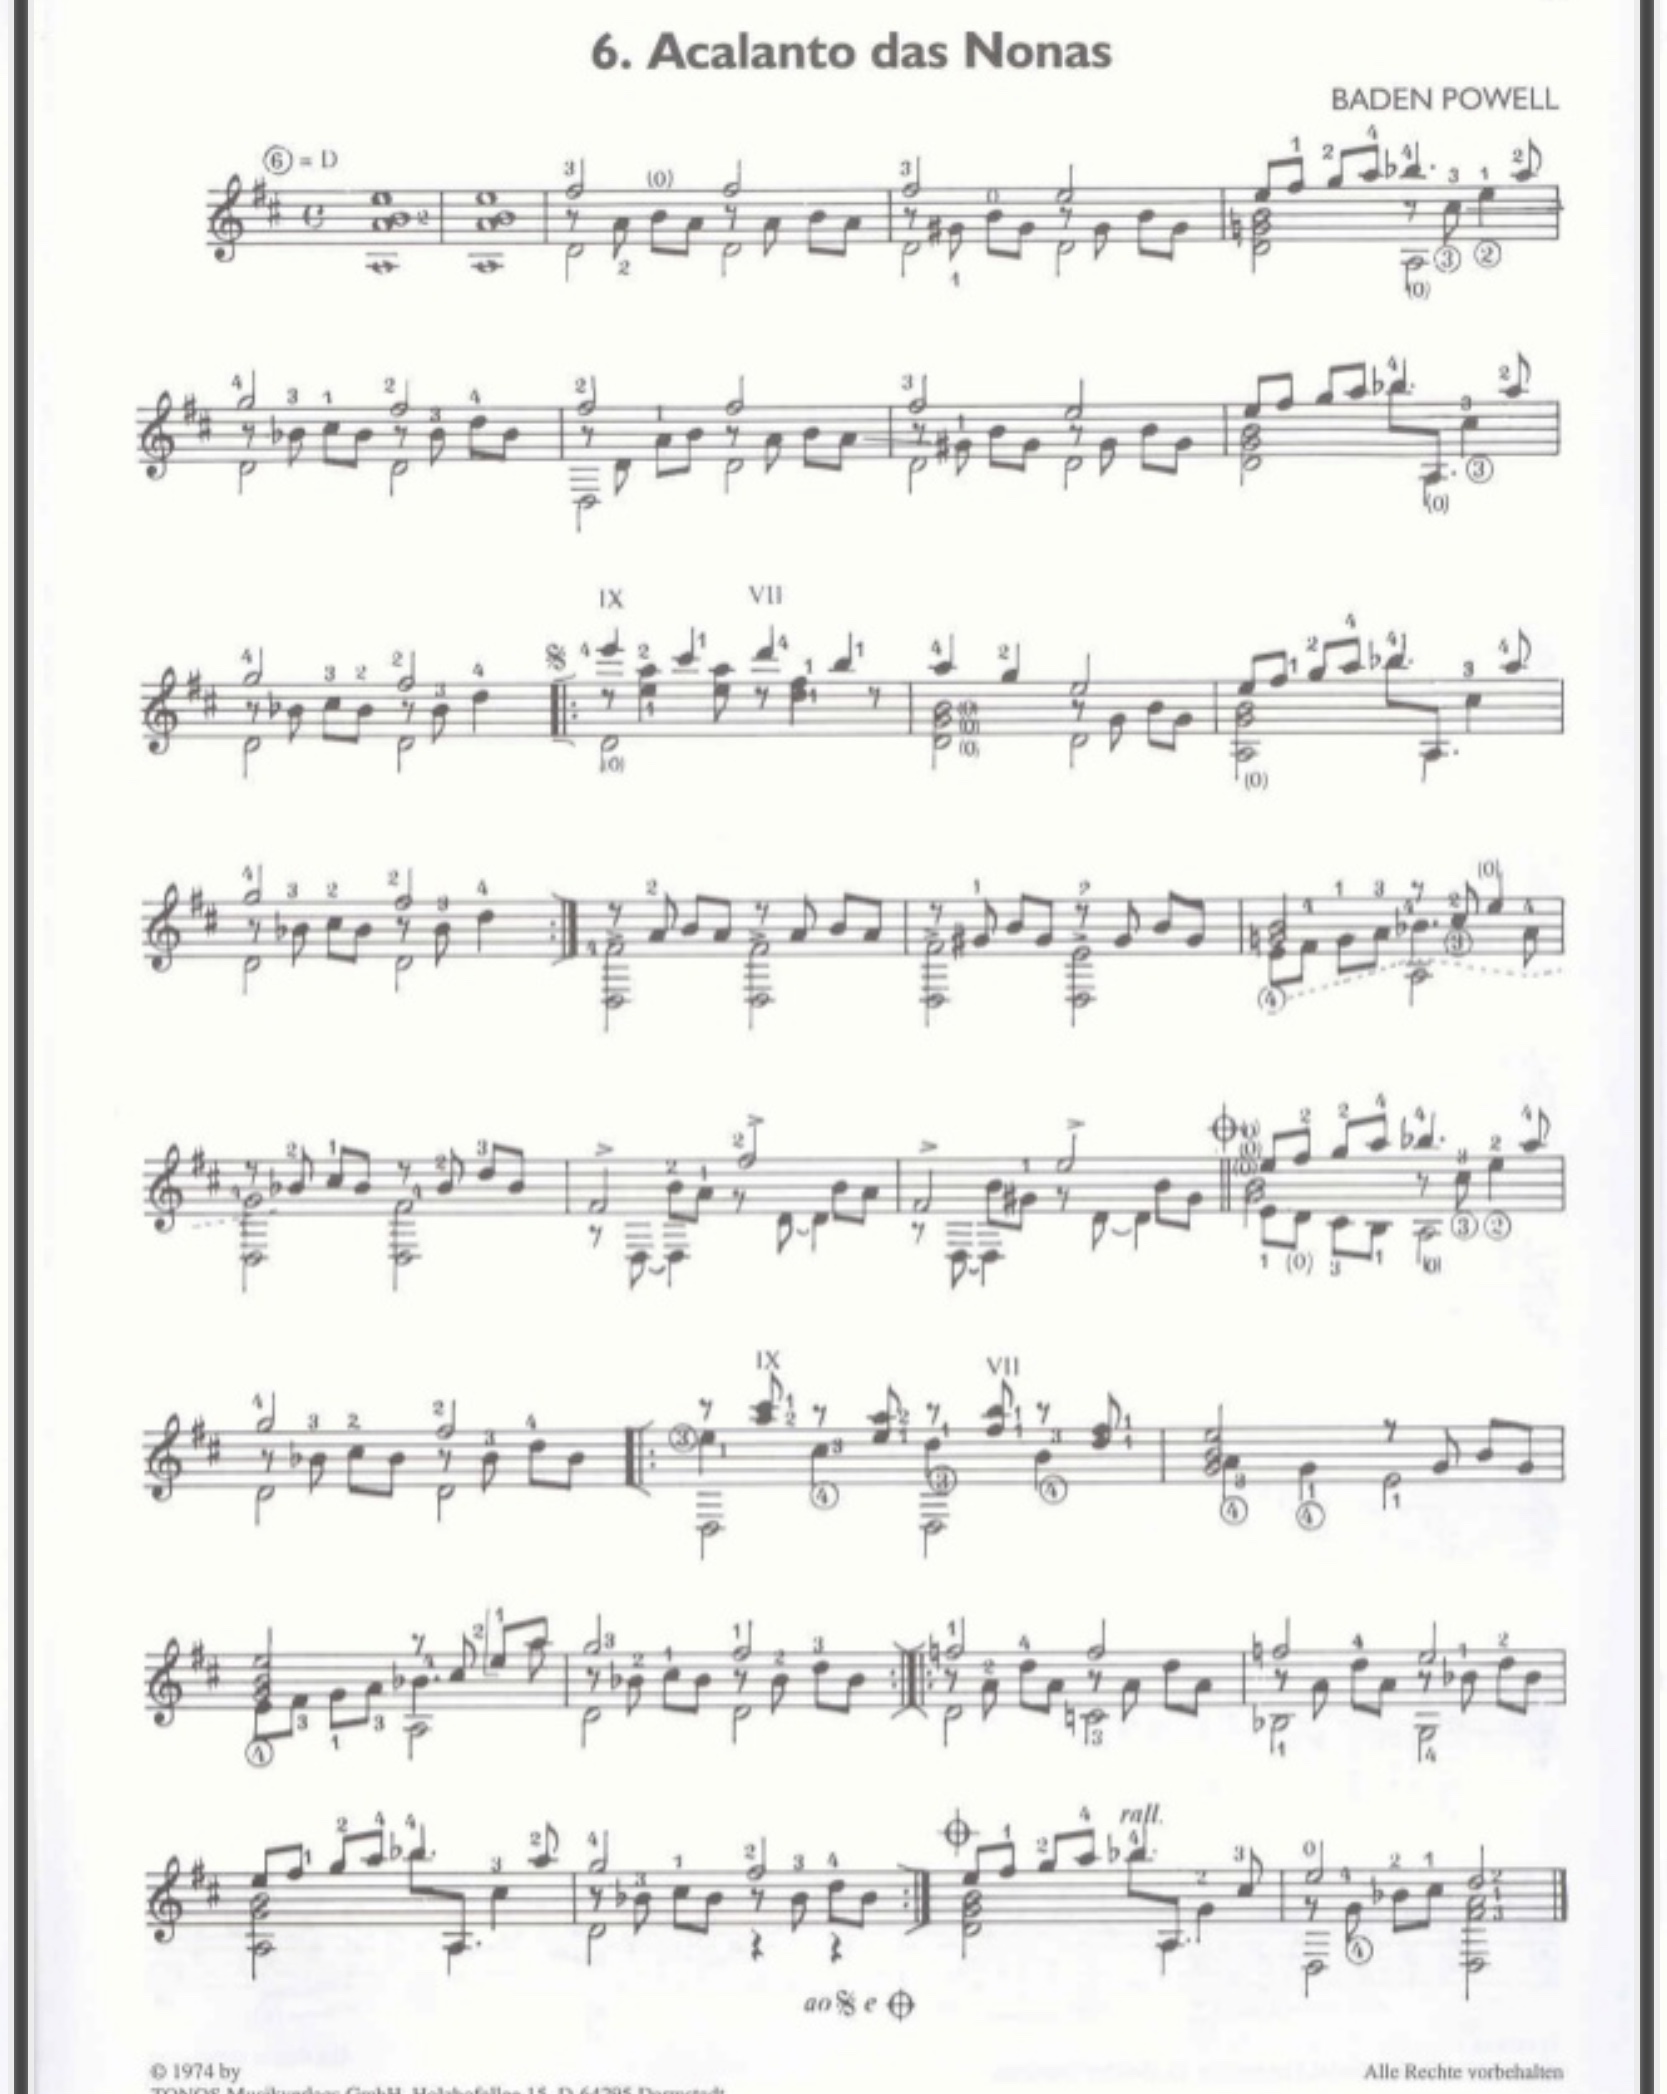 6. Acalanto das Nonas
BADEN POWELL
⑥ = D
IX VII
IX VII
rall.
ao 𝄋 e 𝄌
© 1974 by
Alle Rechte vorbehalten
TONOS Musikverlags GmbH, Holzhofallee 15, D-64295 Darmstadt